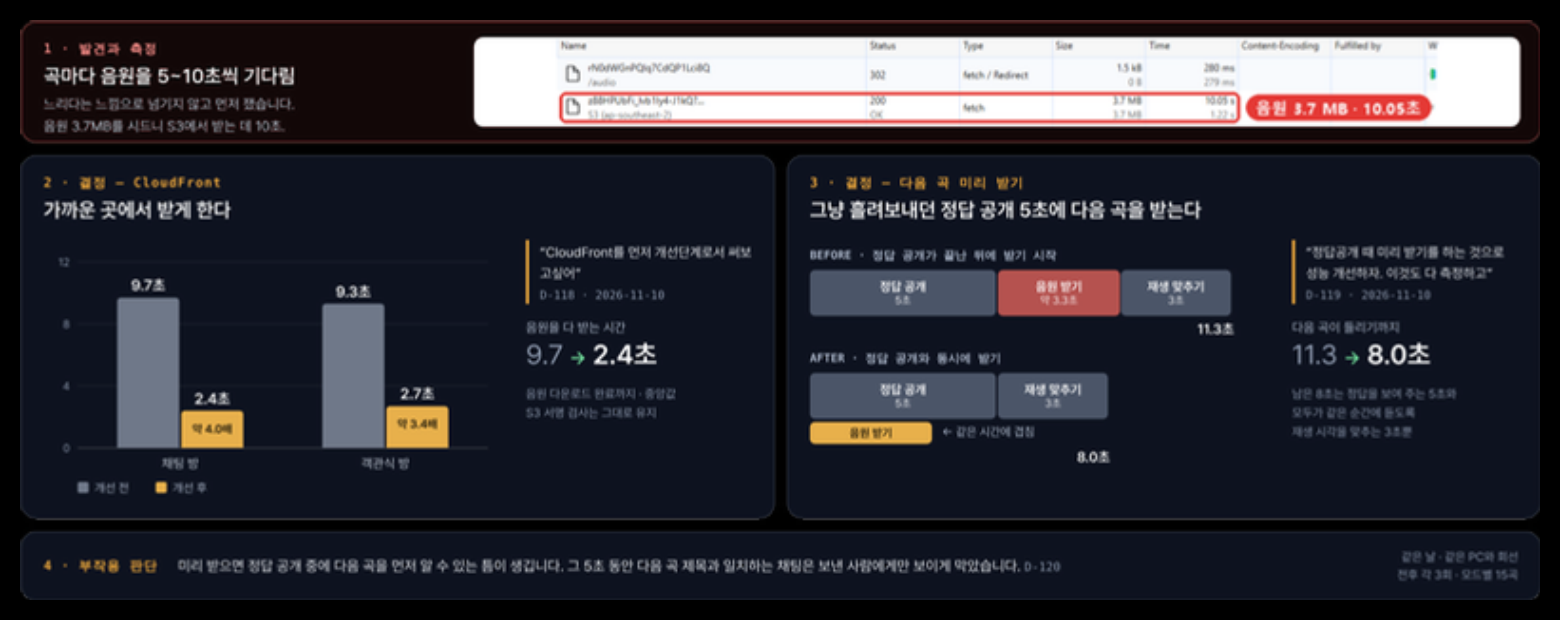 1 · 발견과 측정
곡마다 음원을 5~10초씩 기다림
느리다는 느낌으로 넘기지 않고 먼저 쟀습니다.
음원 3.7MB를 시드니 S3에서 받는 데 10초.
Name Status Type Size Time Content-Encoding Fulfilled by W
302 fetch / Redirect 1.5 kB 280 ms
/audio 0 B 279 ms
200 fetch 3.7 MB 10.05 s
S3 (ap-southeast-2) OK 3.7 MB 1.22 s
음원 3.7 MB · 10.05초
2 · 결정 — CloudFront
가까운 곳에서 받게 한다
12
8
4
0
9.7초
2.4초
약 4.0배
9.3초
2.7초
약 3.4배
채팅 방
객관식 방
개선 전
개선 후
"CloudFront를 먼저 개선단계로서 써보
고싶어"
D-118 · 2026-11-10
음원을 다 받는 시간
9.7 → 2.4초
음원 다운로드 완료까지 · 중앙값
S3 서명 검사는 그대로 유지
3 · 결정 — 다음 곡 미리 받기
그냥 흘려보내던 정답 공개 5초에 다음 곡을 받는다
BEFORE · 정답 공개가 끝난 뒤에 받기 시작
정답 공개
5초
음원 받기
약 3.3초
재생 맞추기
3초
11.3초
AFTER · 정답 공개와 동시에 받기
정답 공개
5초
재생 맞추기
3초
음원 받기
← 같은 시간에 겹침
8.0초
"정답공개 때 미리 받기를 하는 것으로
성능 개선하자. 이것도 다 측정하고"
D-119 · 2026-11-10
다음 곡이 들리기까지
11.3 → 8.0초
남은 8초는 정답을 보여 주는 5초와
모두가 같은 순간에 듣도록
재생 시각을 맞추는 3초뿐
4 · 부작용 판단
미리 받으면 정답 공개 중에 다음 곡을 먼저 알 수 있는 틈이 생깁니다. 그 5초 동안 다음 곡 제목과 일치하는 채팅은 보낸 사람에게만 보이게 막았습니다. D-120
같은 날 · 같은 PC와 회선
전후 각 3회 · 모드별 15곡